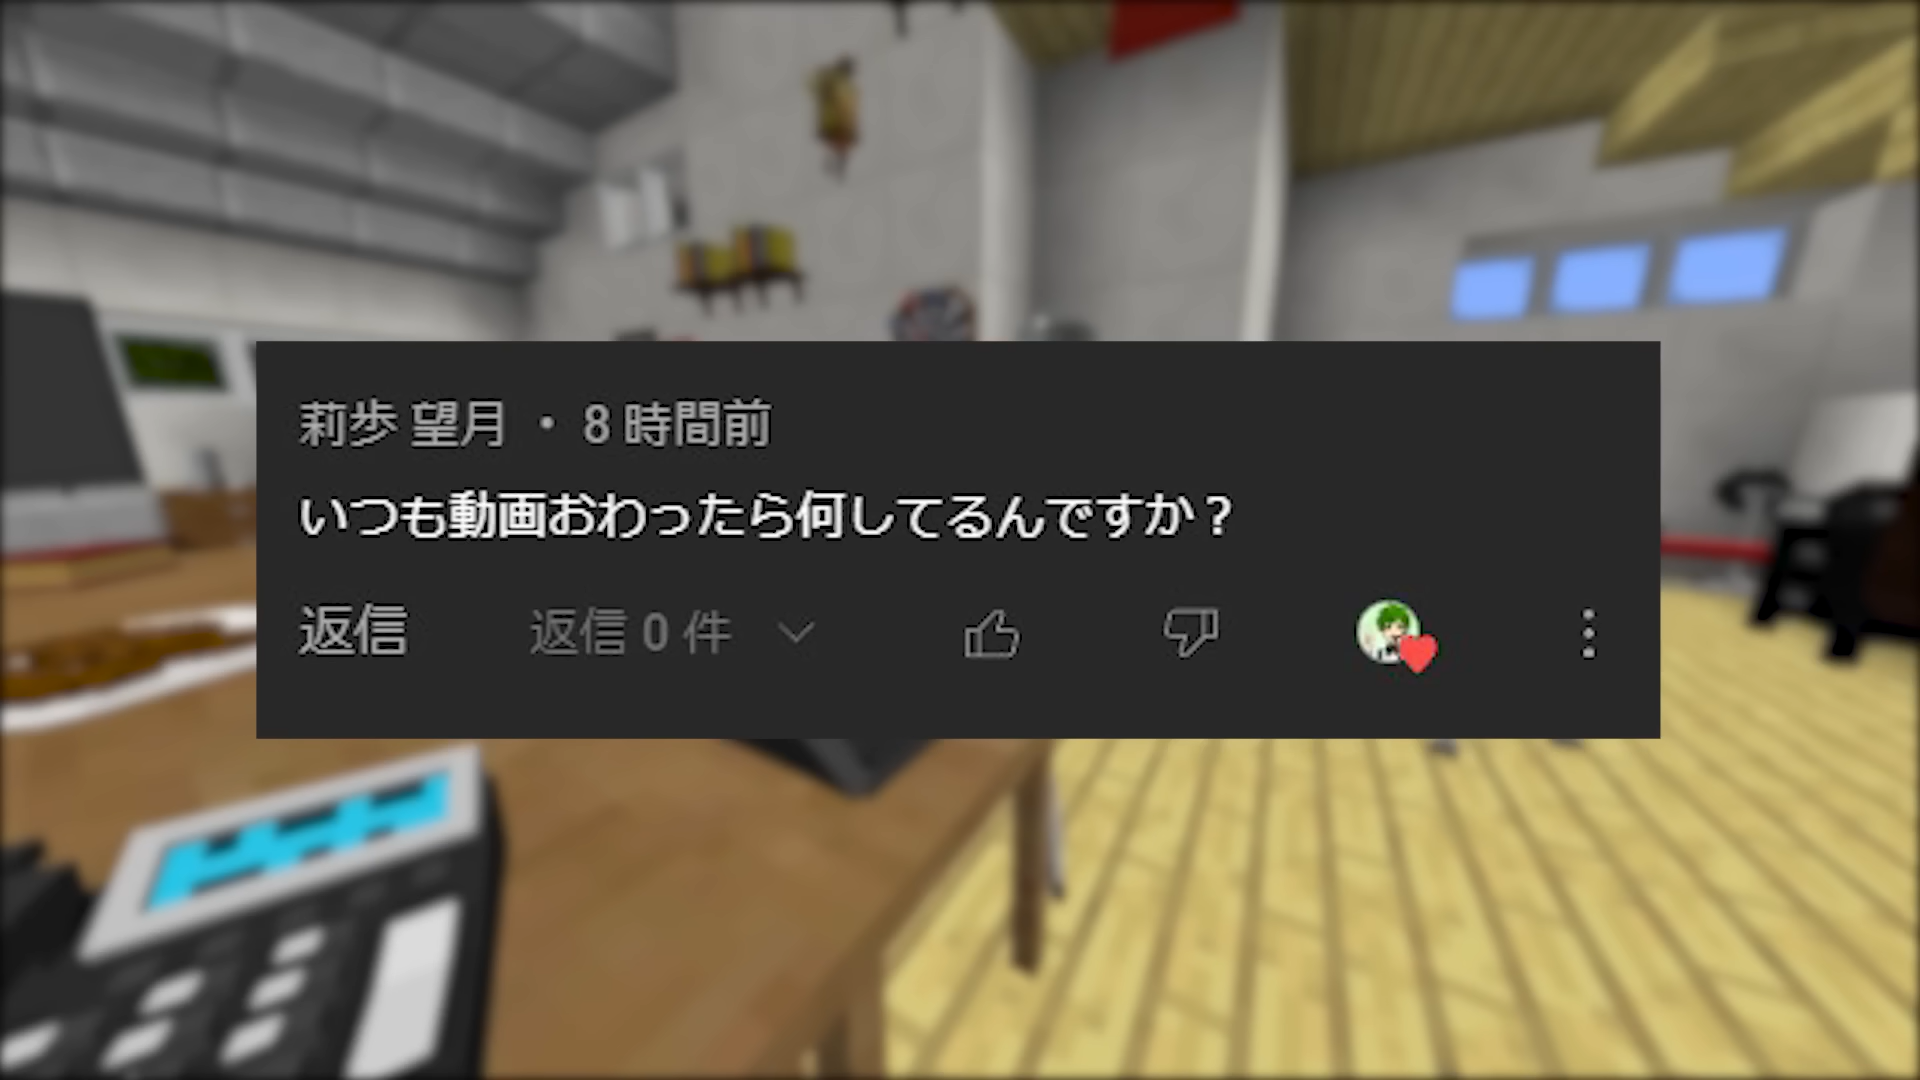 莉歩 望月 ・ 8 時間前
いつも動画おわったら何してるんですか？
返信 返信 0 件